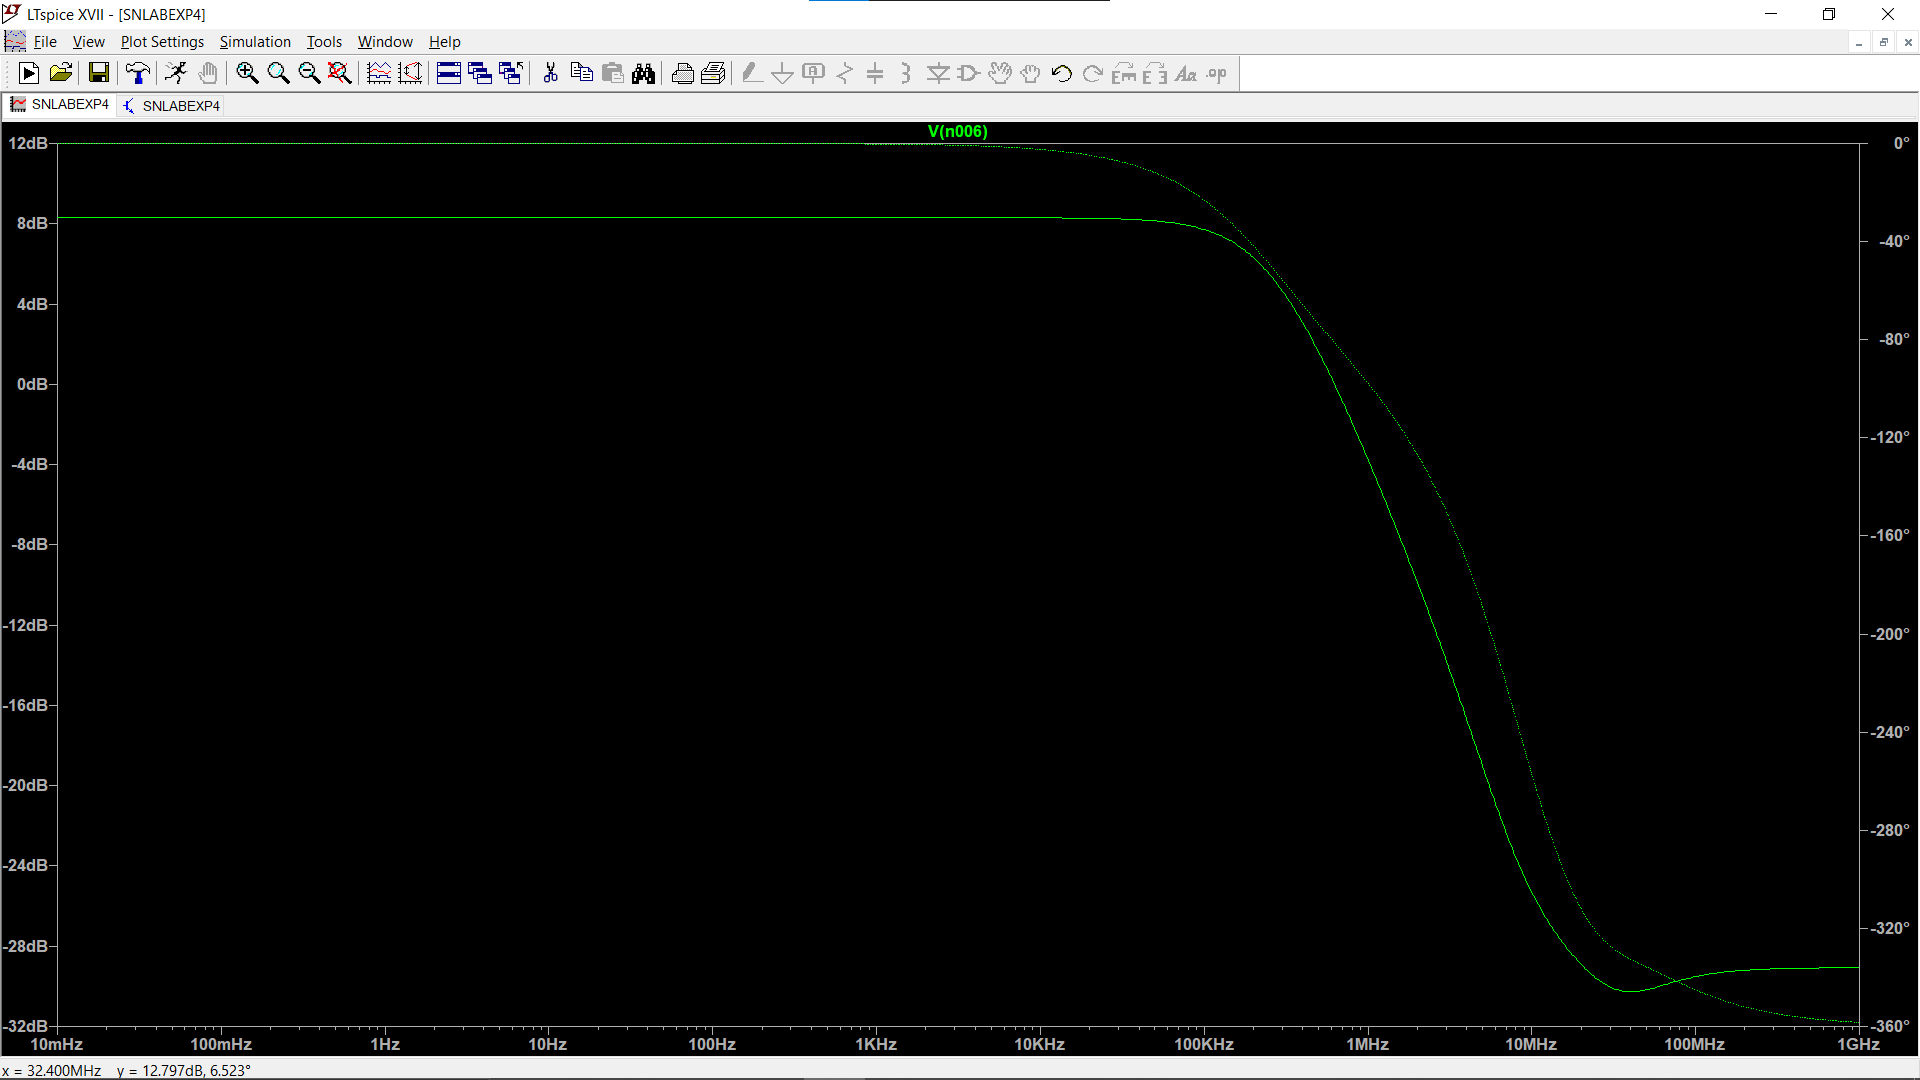 LTspice XVII - [SNLABEXP4]
File View Plot Settings Simulation Tools Window Help
SNLABEXP4 SNLABEXP4
V(n006)
12dB 0°
8dB
-40°
4dB
-80°
0dB
-120°
-4dB
-160°
-8dB
-200°
-12dB
-240°
-16dB
-280°
-20dB
-320°
-24dB
-28dB
-32dB -360°
10mHz 100mHz 1Hz 10Hz 100Hz 1KHz 10KHz 100KHz 1MHz 10MHz 100MHz 1GHz
x = 32.400MHz y = 12.797dB, 6.523°